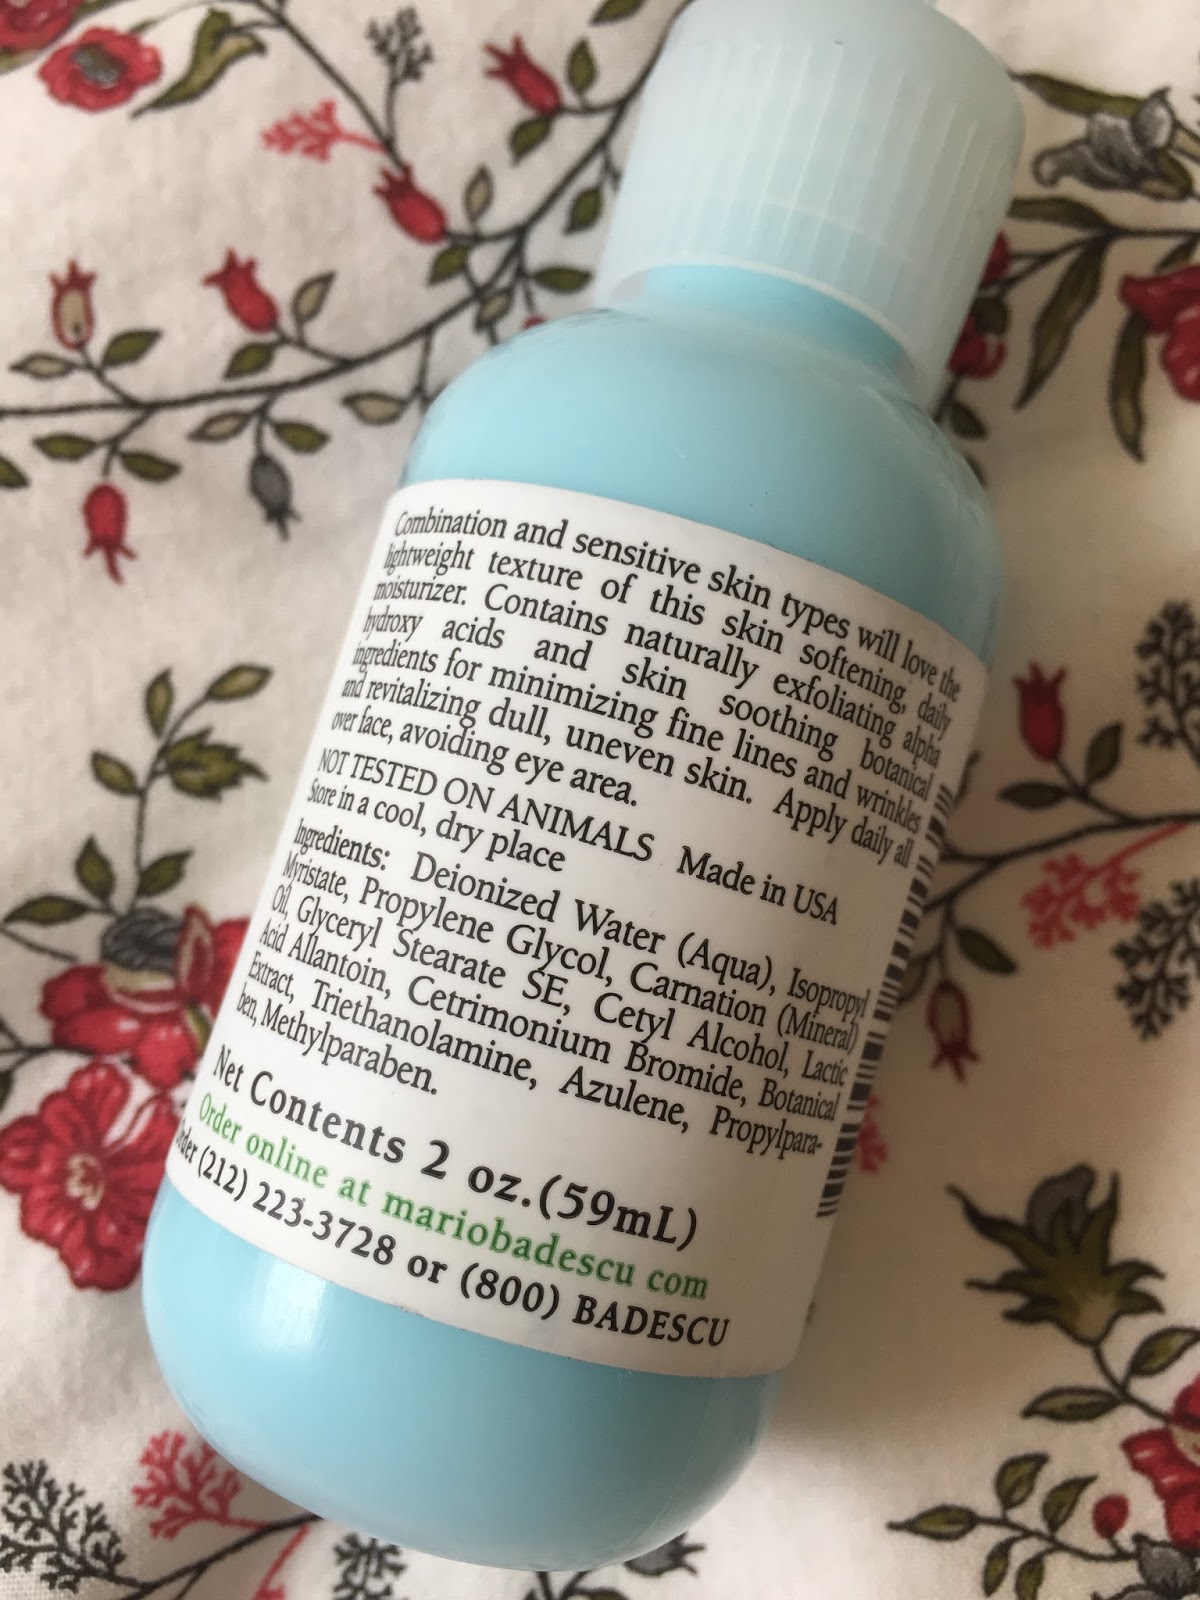 Combination and sensitive skin types will love the
lightweight texture of this skin softening, daily
moisturizer. Contains naturally exfoliating alpha
hydroxy acids and skin soothing botanical
ingredients for minimizing fine lines and wrinkles
and revitalizing dull, uneven skin. Apply daily all
over face, avoiding eye area.
NOT TESTED ON ANIMALS Made in USA
Store in a cool, dry place
Ingredients: Deionized Water (Aqua), Isopropyl
Myristate, Propylene Glycol, Carnation (Mineral)
Oil, Glyceryl Stearate SE, Cetyl Alcohol, Lactic
Acid Allantoin, Cetrimonium Bromide, Botanical
Extract, Triethanolamine, Azulene, Propylpara-
ben, Methylparaben.
Net Contents 2 oz.(59mL)
Order online at mariobadescu com
Order (212) 223-3728 or (800) BADESCU